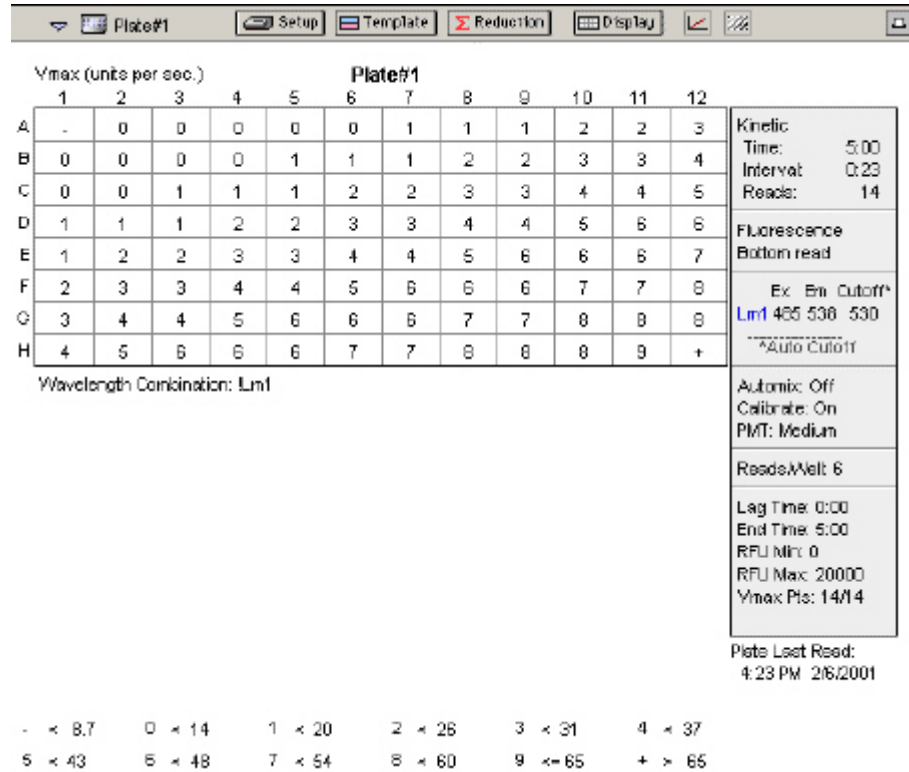 Plate#1 Setup Template Reduction Display
Vmax (units per sec.) Plate#1
1 2 3 4 5 6 7 8 9 10 11 12
A - 0 0 0 0 0 1 1 1 2 2 3
B 0 0 0 0 1 1 1 2 2 3 3 4
C 0 0 1 1 1 2 2 3 3 4 4 5
D 1 1 1 2 2 3 3 4 4 5 6 6
E 1 2 2 3 3 4 4 5 6 6 6 7
F 2 3 3 4 4 5 6 6 6 7 7 8
G 3 4 4 5 6 6 6 7 7 8 8 8
H 4 5 6 6 6 7 7 8 8 8 9 +
Wavelength Combination: !Lm1
Kinetic
Time: 5:00
Interval: 0:23
Reads: 14
Fluorescence
Bottom read
Ex Em Cutoff*
Lm1 485 538 530
*Auto Cutoff
Automix: Off
Calibrate: On
PMT: Medium
Reads/Well: 6
Lag Time: 0:00
End Time: 5:00
RFU Min: 0
RFU Max: 20000
Vmax Pts: 14/14
Plate Last Read:
4:23 PM 2/6/2001
- < 8.7 0 < 14 1 < 20 2 < 26 3 < 31 4 < 37
5 < 43 6 < 48 7 < 54 8 < 60 9 <= 65 + > 65